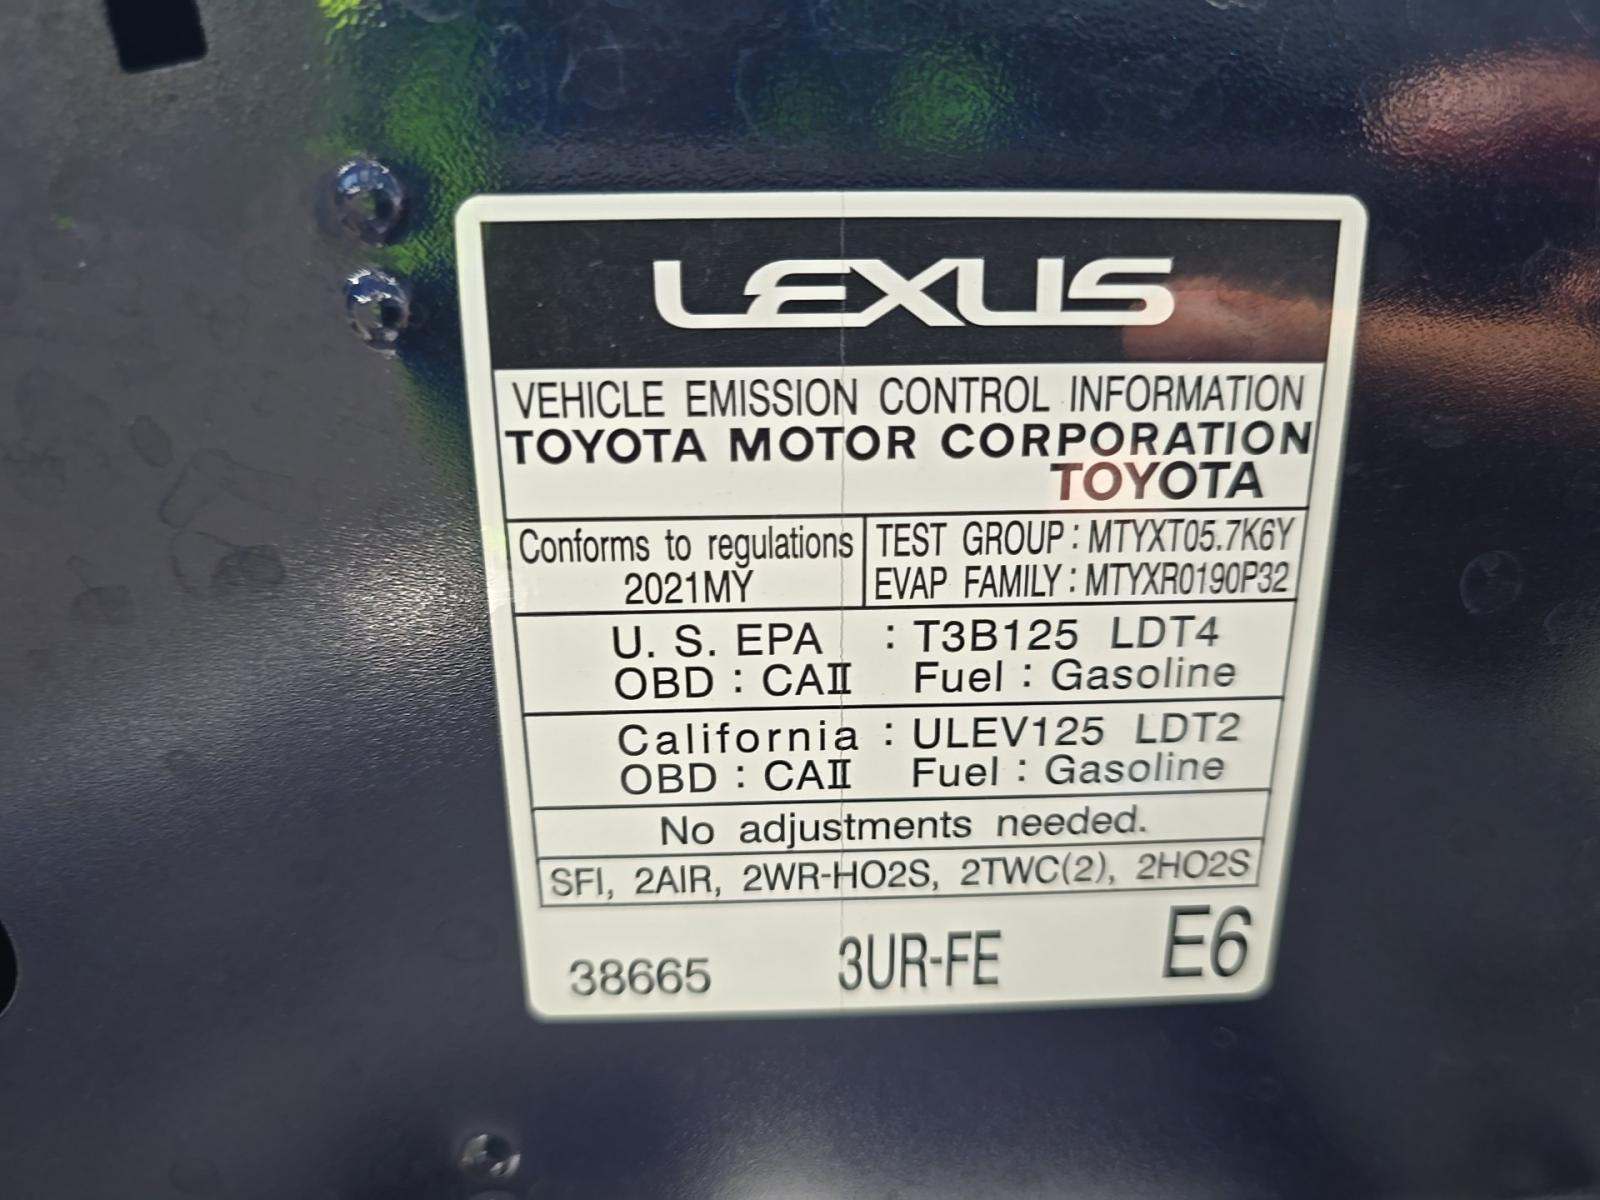 LEXUS
VEHICLE EMISSION CONTROL INFORMATION
TOYOTA MOTOR CORPORATION
TOYOTA
Conforms to regulations
2021MY
TEST GROUP : MTYXT05.7K6Y
EVAP FAMILY : MTYXR0190P32
U. S. EPA : T3B125 LDT4
OBD : CAII Fuel : Gasoline
California : ULEV125 LDT2
OBD : CAII Fuel : Gasoline
No adjustments needed.
SFI, 2AIR, 2WR-HO2S, 2TWC(2), 2HO2S
38665 3UR-FE E6